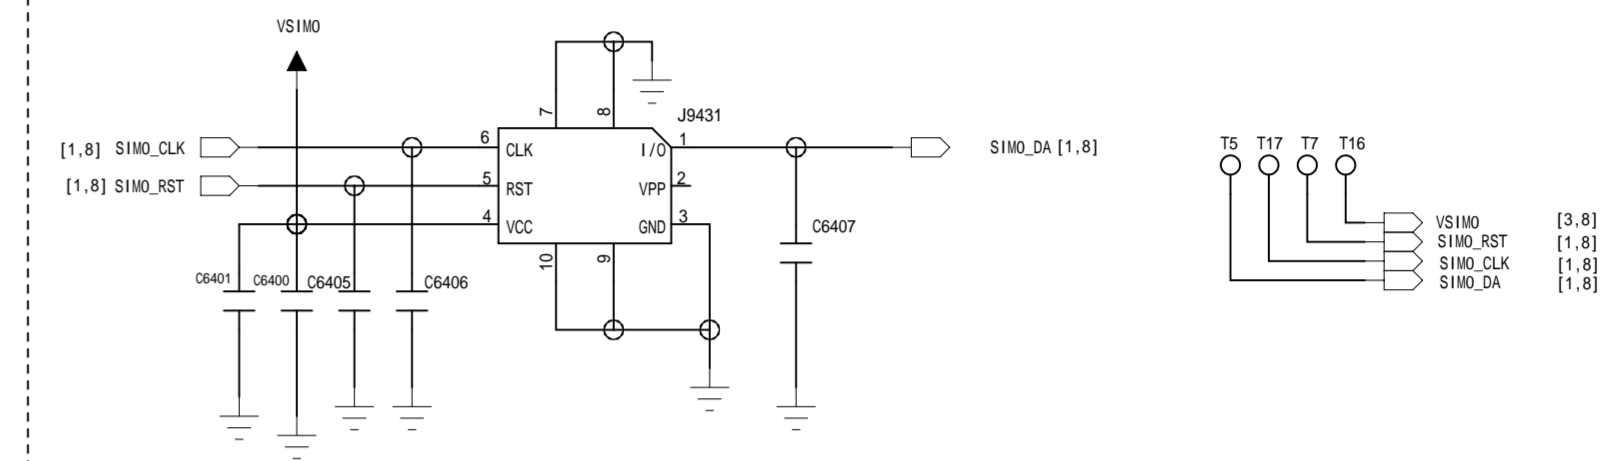 VSIM0
7 8
J9431
[1,8] SIM0_CLK 6 CLK I/O 1 SIM0_DA [1,8]
[1,8] SIM0_RST 5 RST VPP 2
4 VCC GND 3
10 9
C6401 C6400 C6405 C6406 C6407
T5 T17 T7 T16
VSIM0 [3,8]
SIM0_RST [1,8]
SIM0_CLK [1,8]
SIM0_DA [1,8]